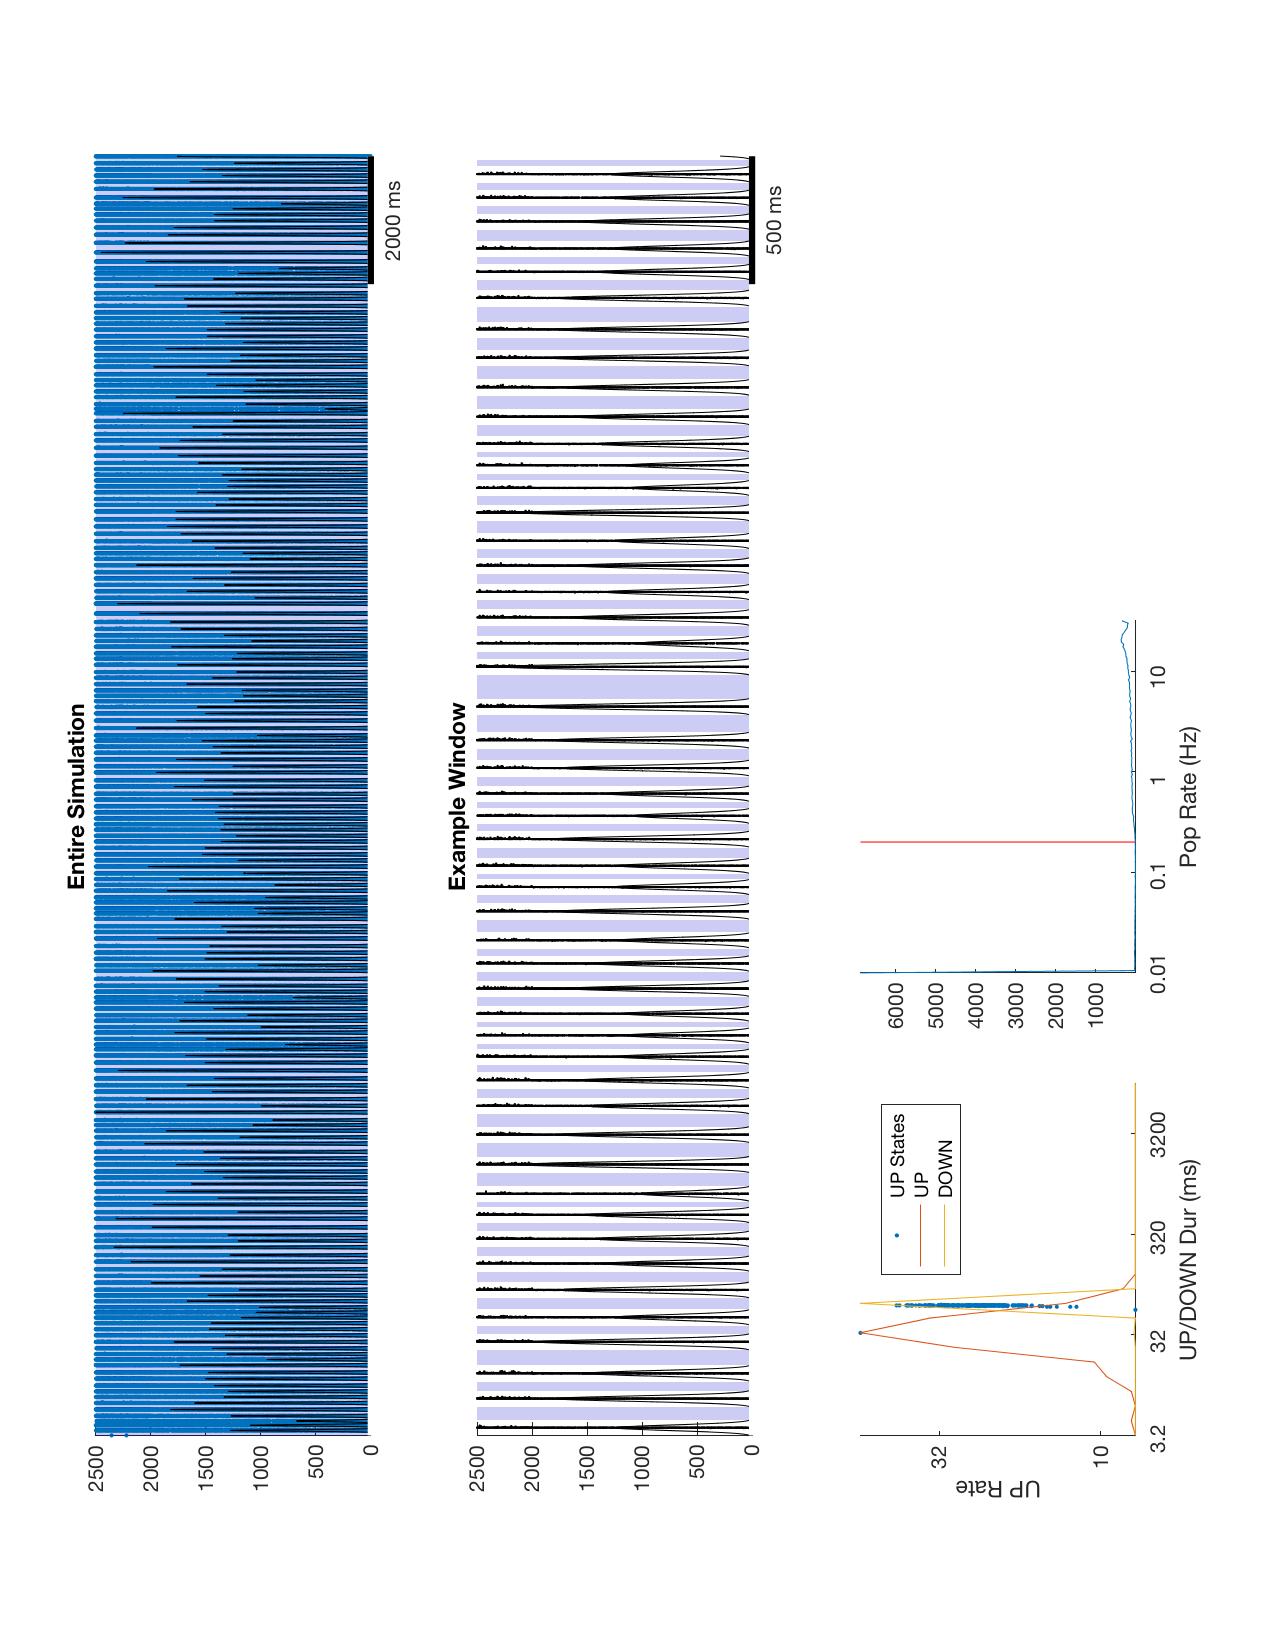 Entire Simulation
2500
2000
1500
1000
500
0
2000 ms
Example Window
2500
2000
1500
1000
500
0
500 ms
UP Rate
32
10
3.2
32
320
3200
UP/DOWN Dur (ms)
UP States
UP
DOWN
6000
5000
4000
3000
2000
1000
0.01
0.1
1
10
Pop Rate (Hz)